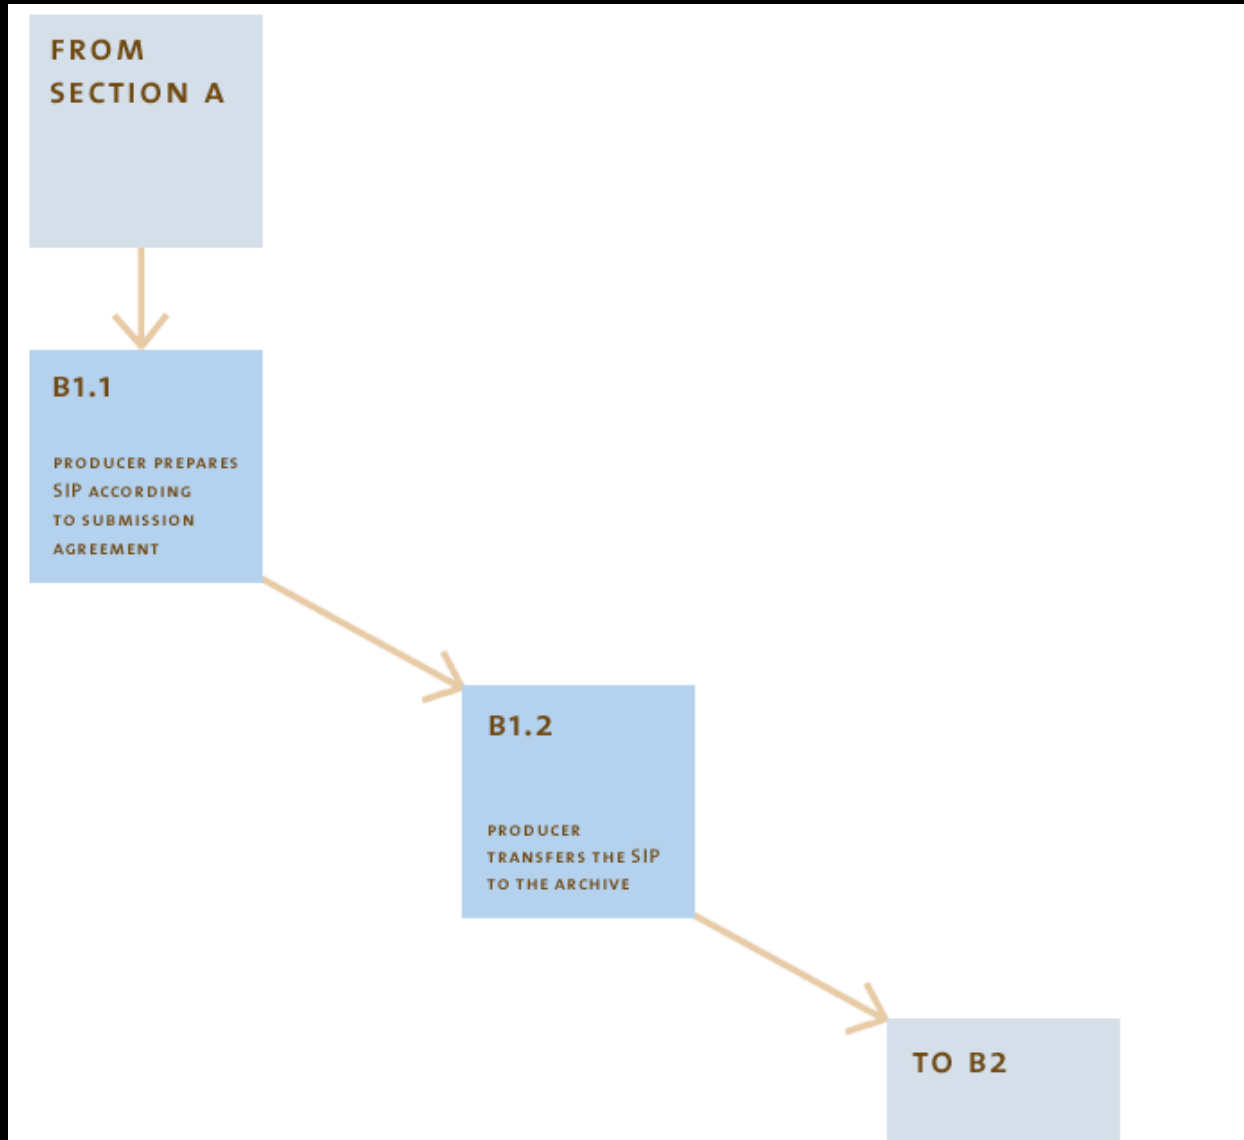 FROM
SECTION A
B1.1
PRODUCER PREPARES
SIP ACCORDING
TO SUBMISSION
AGREEMENT
B1.2
PRODUCER
TRANSFERS THE SIP
TO THE ARCHIVE
TO B2